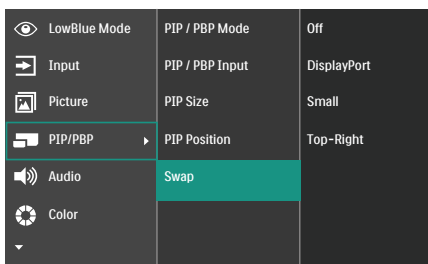 LowBlue Mode PIP / PBP Mode Off
Input PIP / PBP Input DisplayPort
Picture PIP Size Small
PIP/PBP PIP Position Top-Right
Audio Swap
Color